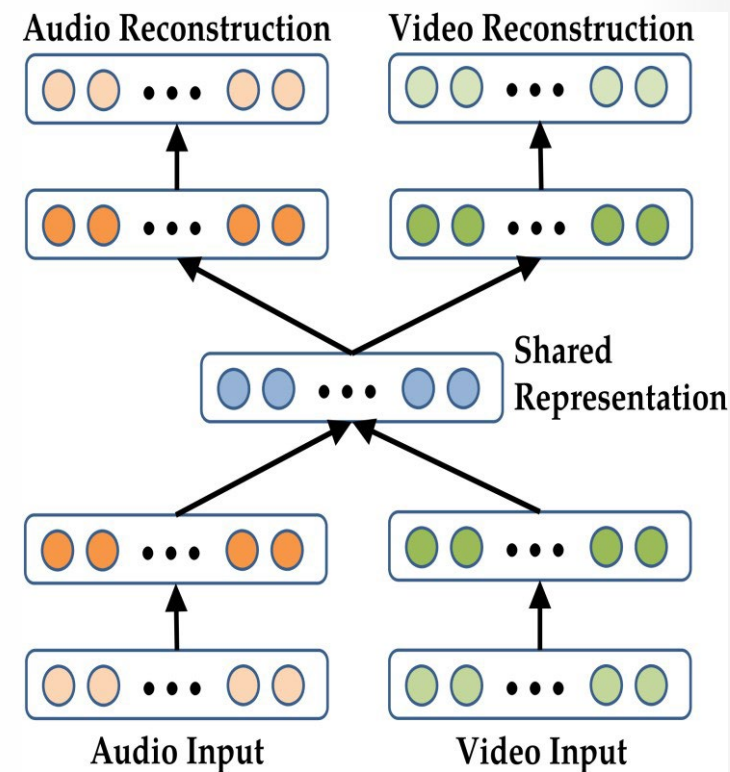 Audio Reconstruction
Video Reconstruction
Shared
Representation
Audio Input
Video Input